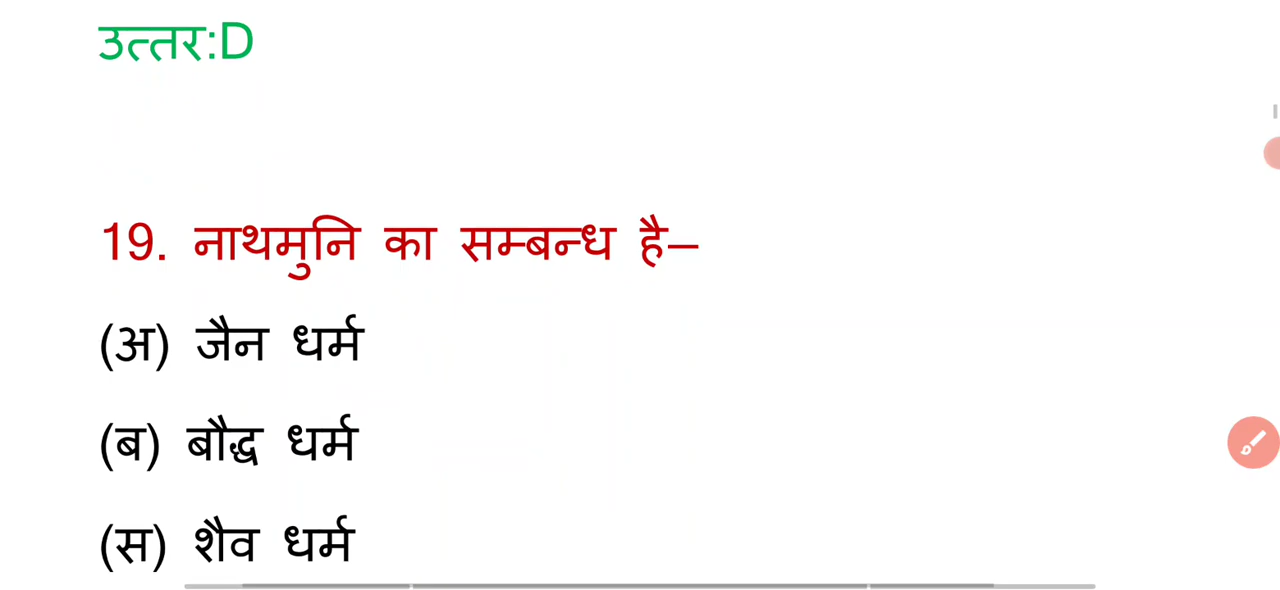 उत्तर:D
19. नाथमुनि का सम्बन्ध है–
(अ) जैन धर्म
(ब) बौद्ध धर्म
(स) शैव धर्म